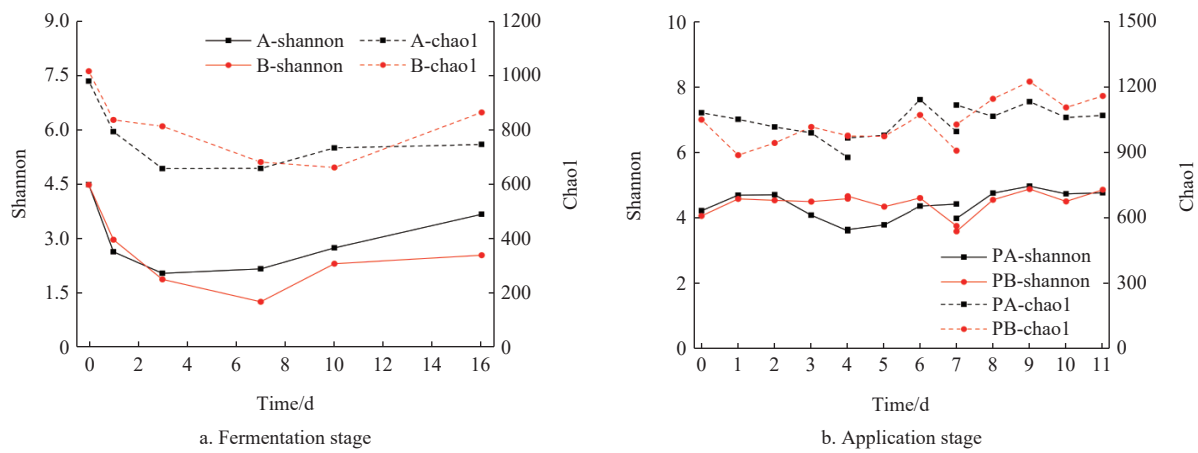 9.0
7.5
6.0
4.5
3.0
1.5
0
Shannon
A-shannon
A-chao1
B-shannon
B-chao1
1200
1000
800
600
400
200
0
Chao1
0 2 4 6 8 10 12 14 16
Time/d
a. Fermentation stage
10
8
6
4
2
0
Shannon
1500
1200
900
600
300
0
Chao1
PA-shannon
PB-shannon
PA-chao1
PB-chao1
0 1 2 3 4 5 6 7 8 9 10 11
Time/d
b. Application stage